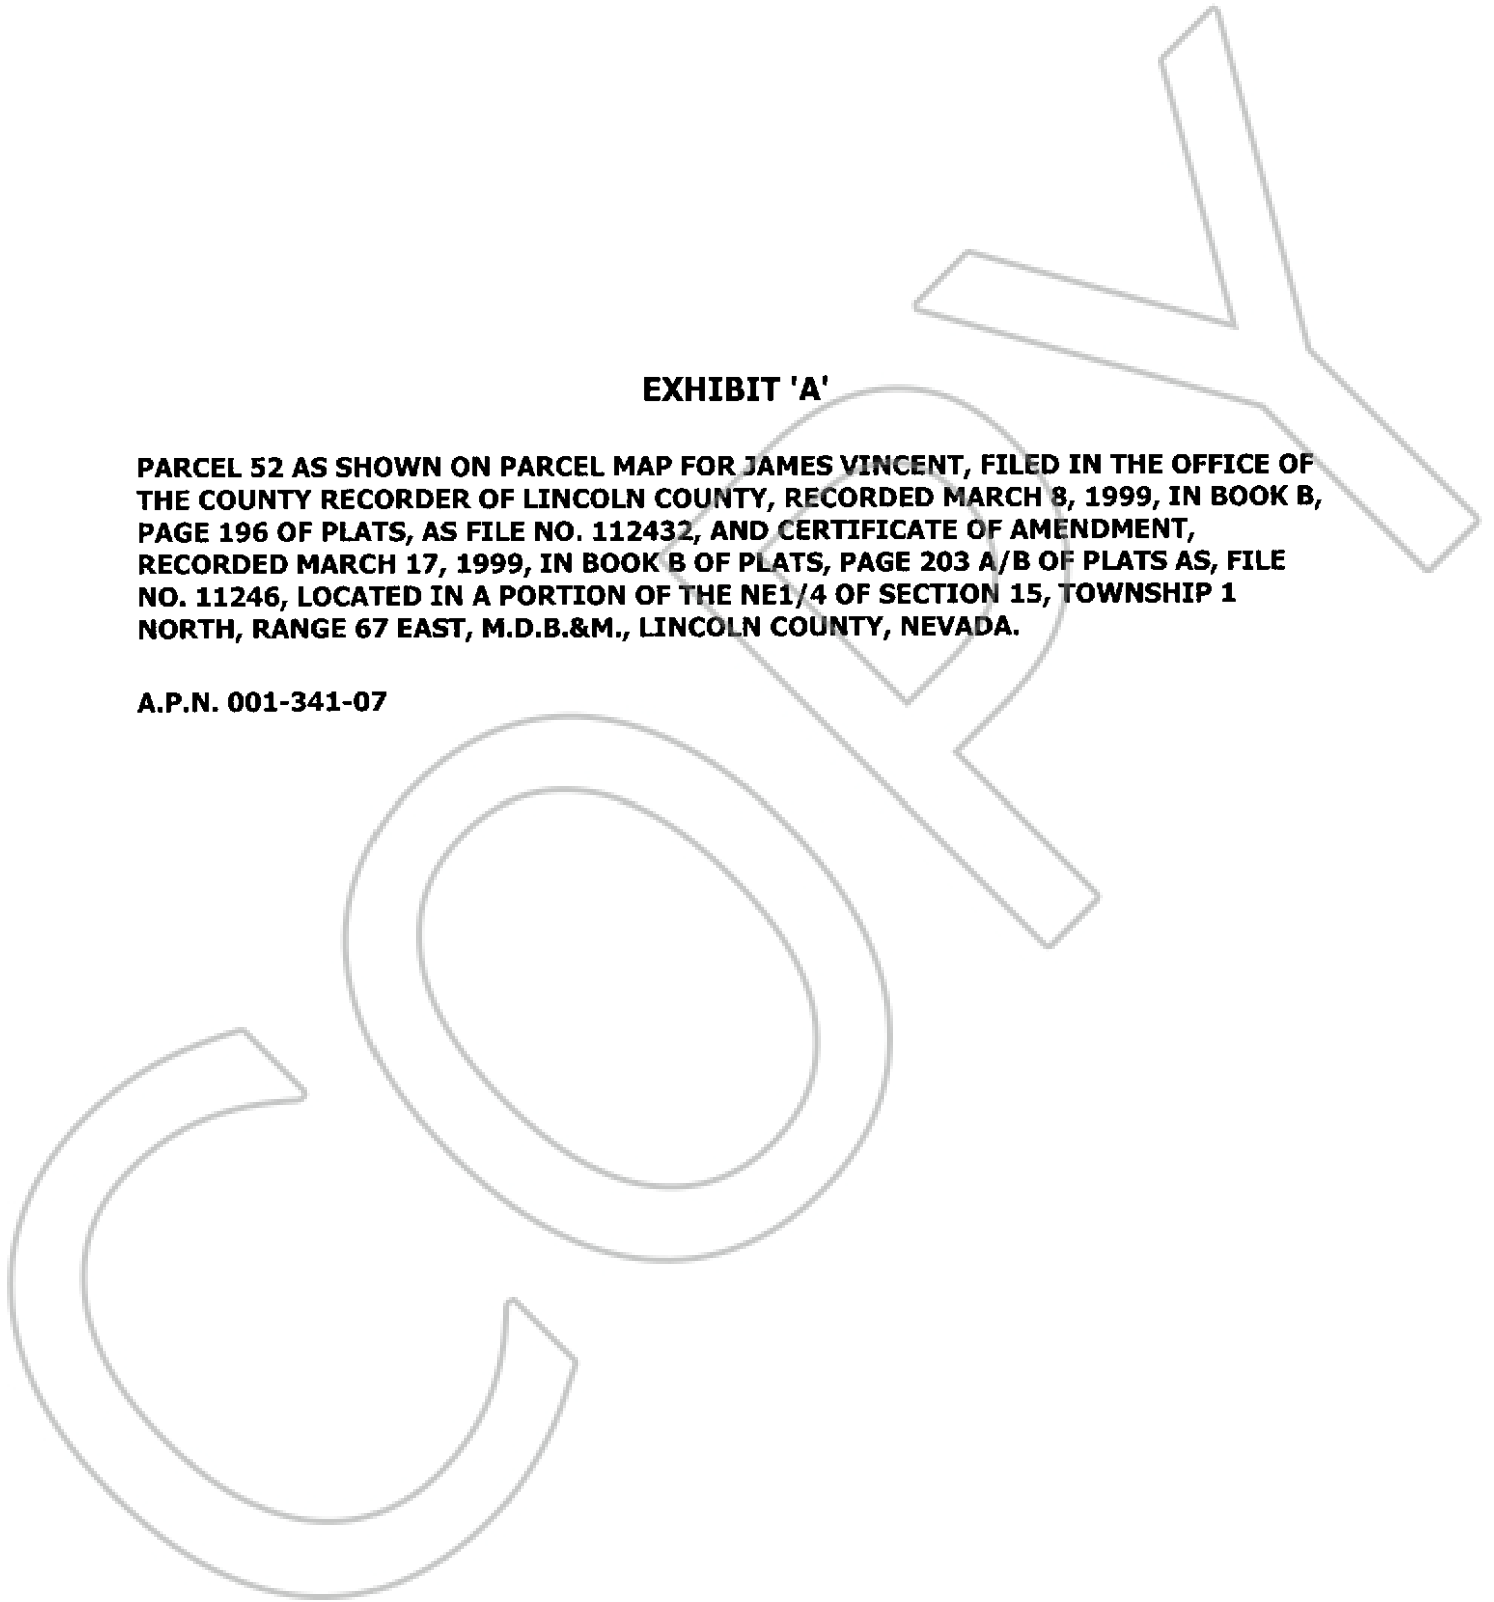 EXHIBIT 'A'
PARCEL 52 AS SHOWN ON PARCEL MAP FOR JAMES VINCENT, FILED IN THE OFFICE OF
THE COUNTY RECORDER OF LINCOLN COUNTY, RECORDED MARCH 8, 1999, IN BOOK B,
PAGE 196 OF PLATS, AS FILE NO. 112432, AND CERTIFICATE OF AMENDMENT,
RECORDED MARCH 17, 1999, IN BOOK B OF PLATS, PAGE 203 A/B OF PLATS AS, FILE
NO. 11246, LOCATED IN A PORTION OF THE NE1/4 OF SECTION 15, TOWNSHIP 1
NORTH, RANGE 67 EAST, M.D.B.&M., LINCOLN COUNTY, NEVADA.
A.P.N. 001-341-07
COPY